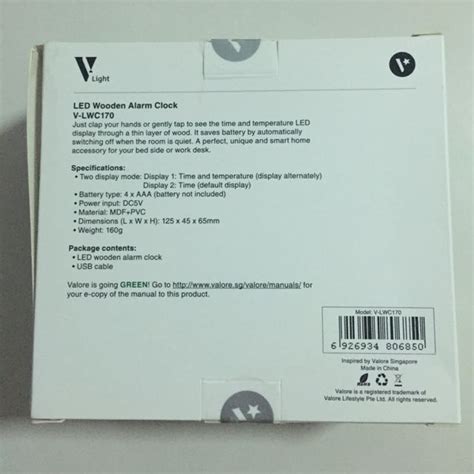 V!
Light
LED Wooden Alarm Clock
V-LWC170
Just clap your hands or gently tap to see the time and temperature LED
display through a thin layer of wood. It saves battery by automatically
switching off when the room is quiet. A perfect, unique and smart home
accessory for your bed side or work desk.
Specifications:
• Two display mode: Display 1: Time and temperature (display alternately)
Display 2: Time (default display)
• Battery type: 4 x AAA (battery not included)
• Power input: DC5V
• Material: MDF+PVC
• Dimensions (L x W x H): 125 x 45 x 65mm
• Weight: 160g
Package contents:
• LED wooden alarm clock
• USB cable
Valore is going GREEN! Go to http://www.valore.sg/valore/manuals/ for
your e-copy of the manual to this product.
Model: V-LWC170
6 926934 806850
Inspired by Valore Singapore
Made in China
Valore is a registered trademark of
Valore Lifestyle Pte Ltd. All rights reserved.